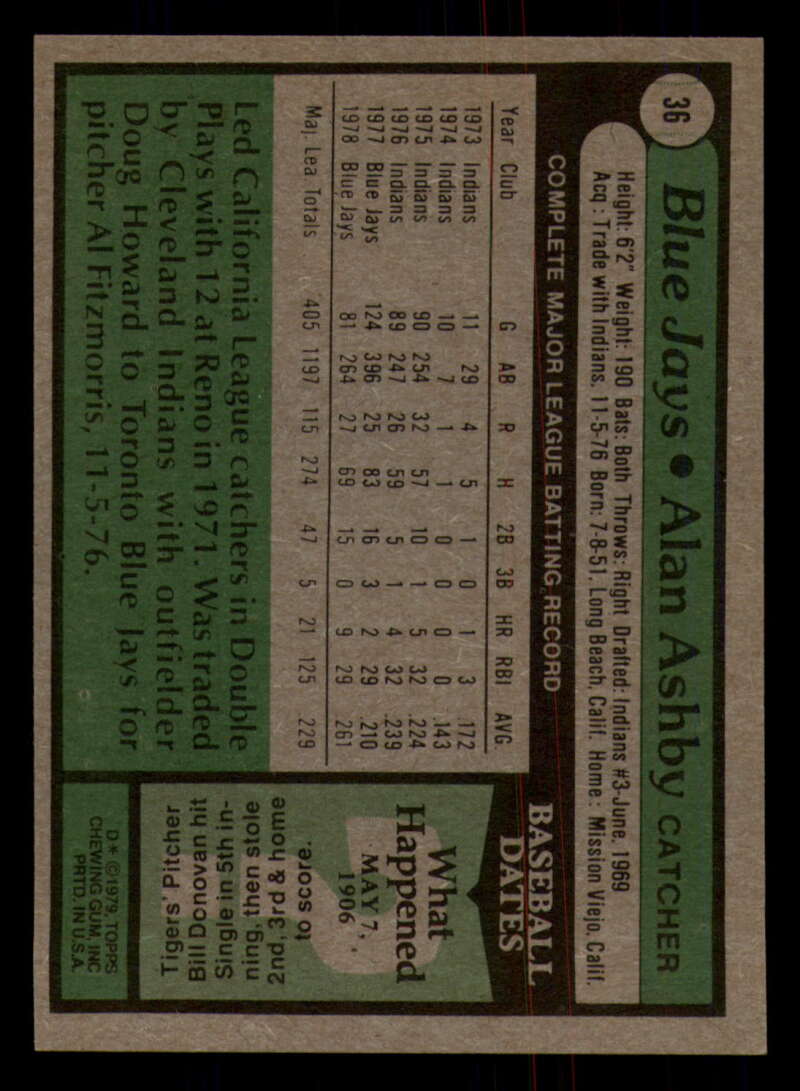 36
Blue Jays • Alan Ashby CATCHER
Height: 6'2" Weight: 190 Bats: Both Throws: Right Drafted: Indians #3-June. 1969
Acq.: Trade with Indians, 11-5-76 Born: 7-8-51, Long Beach, Calif. Home: Mission Viejo, Calif.
COMPLETE MAJOR LEAGUE BATTING RECORD
Year Club G AB R H 2B 3B HR RBI AVG.
1973 Indians 11 29 4 5 1 0 1 3 .172
1974 Indians 10 7 1 1 0 0 0 0 .143
1975 Indians 90 254 32 57 10 1 5 32 .224
1976 Indians 89 247 26 59 5 1 4 32 .239
1977 Blue Jays 124 396 25 83 16 3 2 29 .210
1978 Blue Jays 81 264 27 69 15 0 9 29 .261
Maj. Lea Totals 405 1197 115 274 47 5 21 125 .229
Led California League catchers in Double
Plays with 12 at Reno in 1971. Was traded
by Cleveland Indians with outfielder
Doug Howard to Toronto Blue Jays for
pitcher Al Fitzmorris, 11-5-76.
BASEBALL
DATES
What
Happened
MAY 7,
1906
Tigers' Pitcher
Bill Donovan hit
Single in 5th in-
ning, then stole
2nd, 3rd & home
to score.
D* ©1979, TOPPS
CHEWING GUM, INC
PRTD. IN U.S.A.